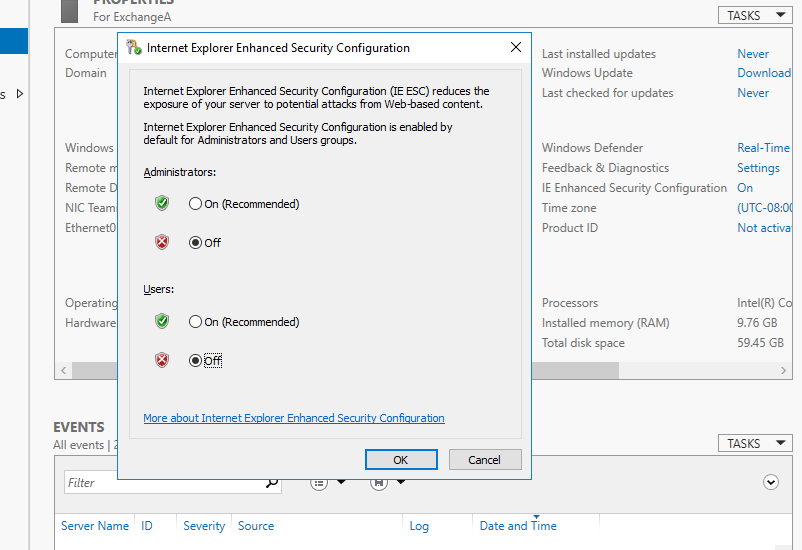 PROPERTIES
For ExchangeA
TASKS
Internet Explorer Enhanced Security Configuration
Internet Explorer Enhanced Security Configuration (IE ESC) reduces the
exposure of your server to potential attacks from Web-based content.
Internet Explorer Enhanced Security Configuration is enabled by
default for Administrators and Users groups.
Administrators:
On (Recommended)
Off
Users:
On (Recommended)
Off
More about Internet Explorer Enhanced Security Configuration
OK
Cancel
Computer
Domain
Windows
Remote m
Remote D
NIC Team
Ethernet0
Operating
Hardware
s
Last installed updates Never
Windows Update Download
Last checked for updates Never
Windows Defender Real-Time
Feedback & Diagnostics Settings
IE Enhanced Security Configuration On
Time zone (UTC-08:00
Product ID Not activa
Processors Intel(R) Co
Installed memory (RAM) 9.76 GB
Total disk space 59.45 GB
EVENTS
All events | 2
TASKS
Filter
Server Name ID Severity Source Log Date and Time